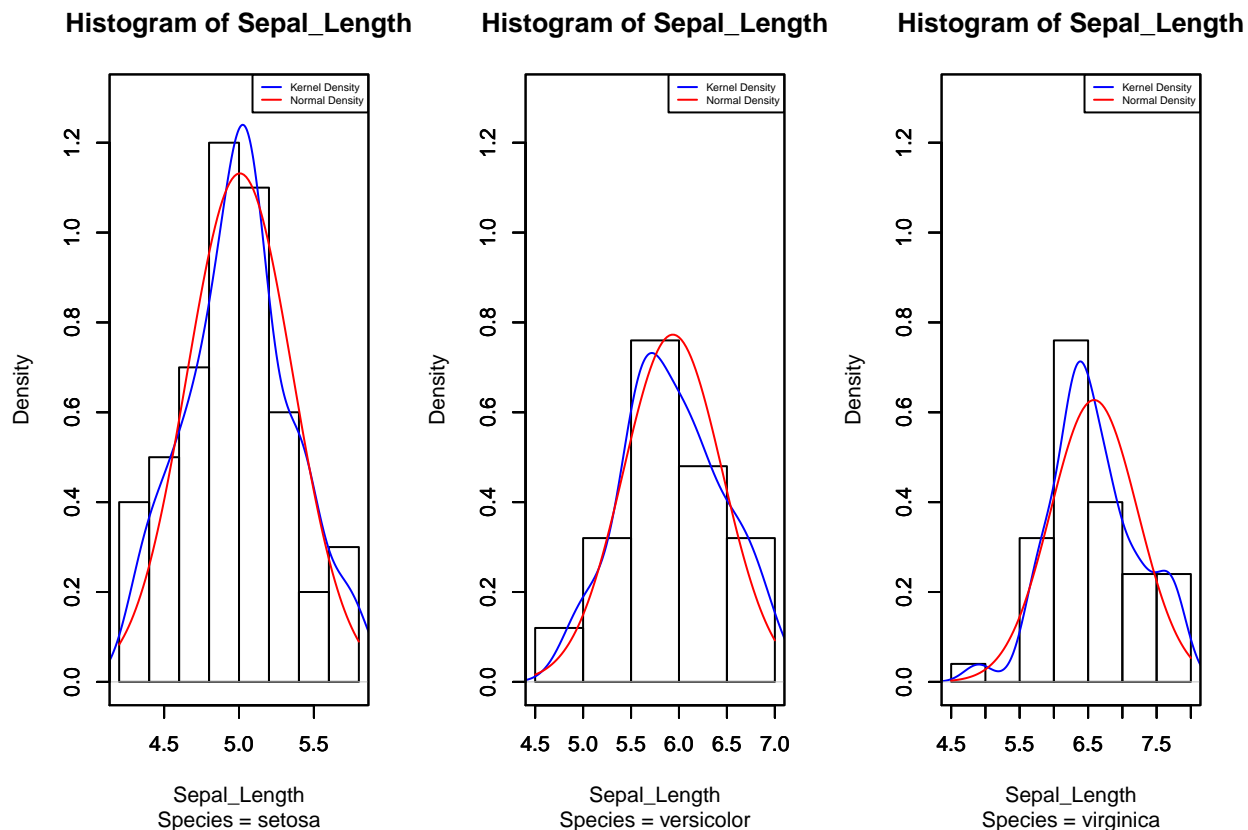 Histogram of Sepal_Length
Kernel Density
Normal Density
1.2
1.0
0.8
0.6
0.4
0.2
0.0
Density
4.5 5.0 5.5
Sepal_Length
Species = setosa
Histogram of Sepal_Length
Kernel Density
Normal Density
1.2
1.0
0.8
0.6
0.4
0.2
0.0
Density
4.5 5.0 5.5 6.0 6.5 7.0
Sepal_Length
Species = versicolor
Histogram of Sepal_Length
Kernel Density
Normal Density
1.2
1.0
0.8
0.6
0.4
0.2
0.0
Density
4.5 5.5 6.5 7.5
Sepal_Length
Species = virginica